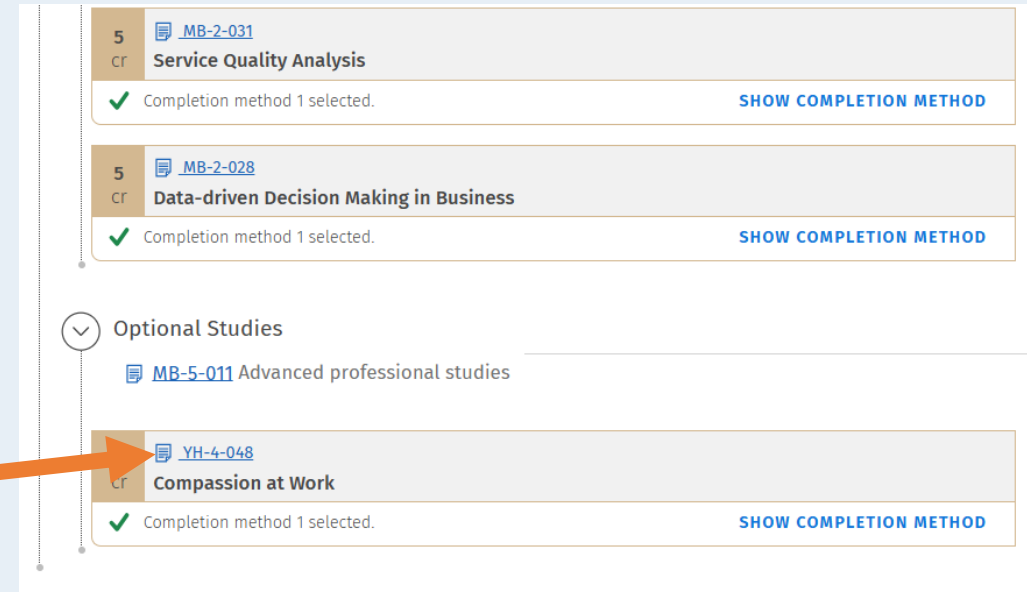 5
cr
MB-2-031
Service Quality Analysis
Completion method 1 selected.
SHOW COMPLETION METHOD
5
cr
MB-2-028
Data-driven Decision Making in Business
Completion method 1 selected.
SHOW COMPLETION METHOD
Optional Studies
MB-5-011 Advanced professional studies
YH-4-048
cr
Compassion at Work
Completion method 1 selected.
SHOW COMPLETION METHOD